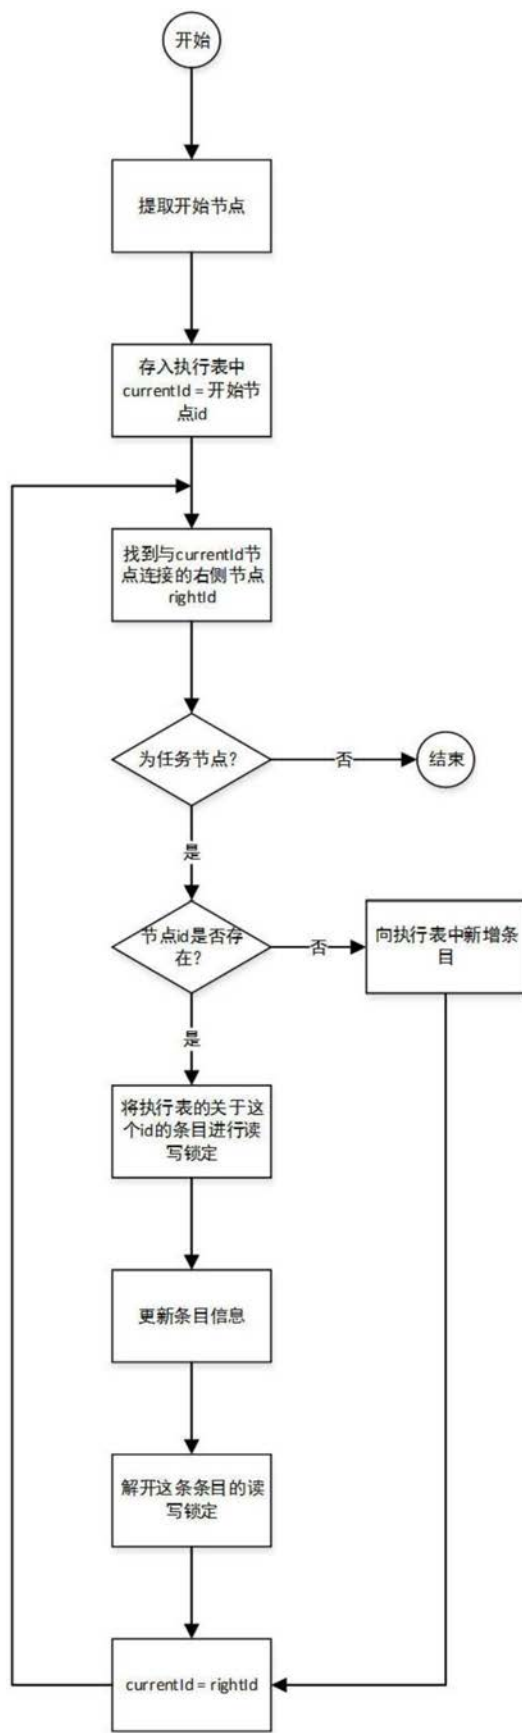 开始
提取开始节点
存入执行表中
currentId = 开始节
点id
找到与currentId节
点连接的右侧节点
rightId
为任务节点?
否
结束
是
节点id是否存
在?
否
向执行表中新增条
目
是
将执行表的关于这
个id的条目进行读
写锁定
更新条目信息
解开这条条目的读
写锁定
currentId = rightId